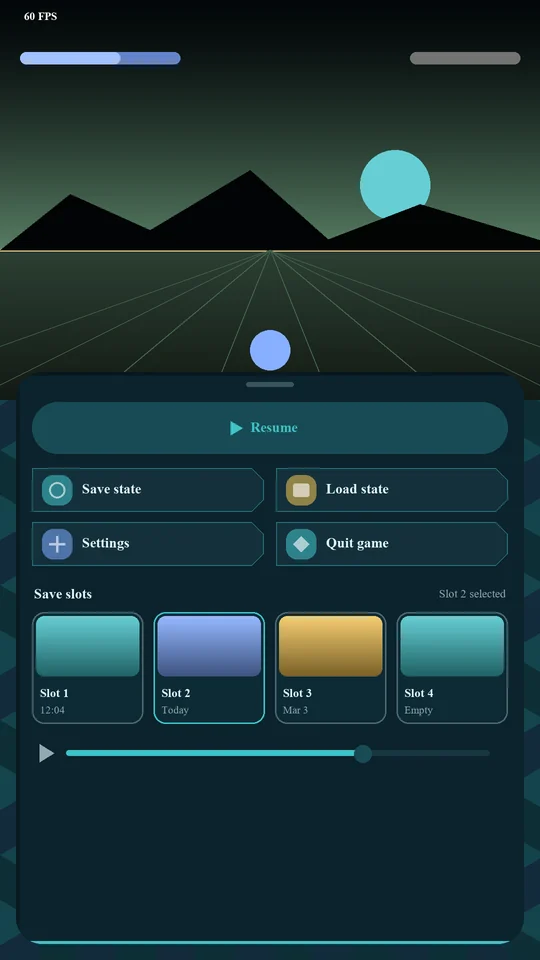 60 FPS
Resume
Save state
Load state
Settings
Quit game
Save slots
Slot 2 selected
Slot 1
12:04
Slot 2
Today
Slot 3
Mar 3
Slot 4
Empty